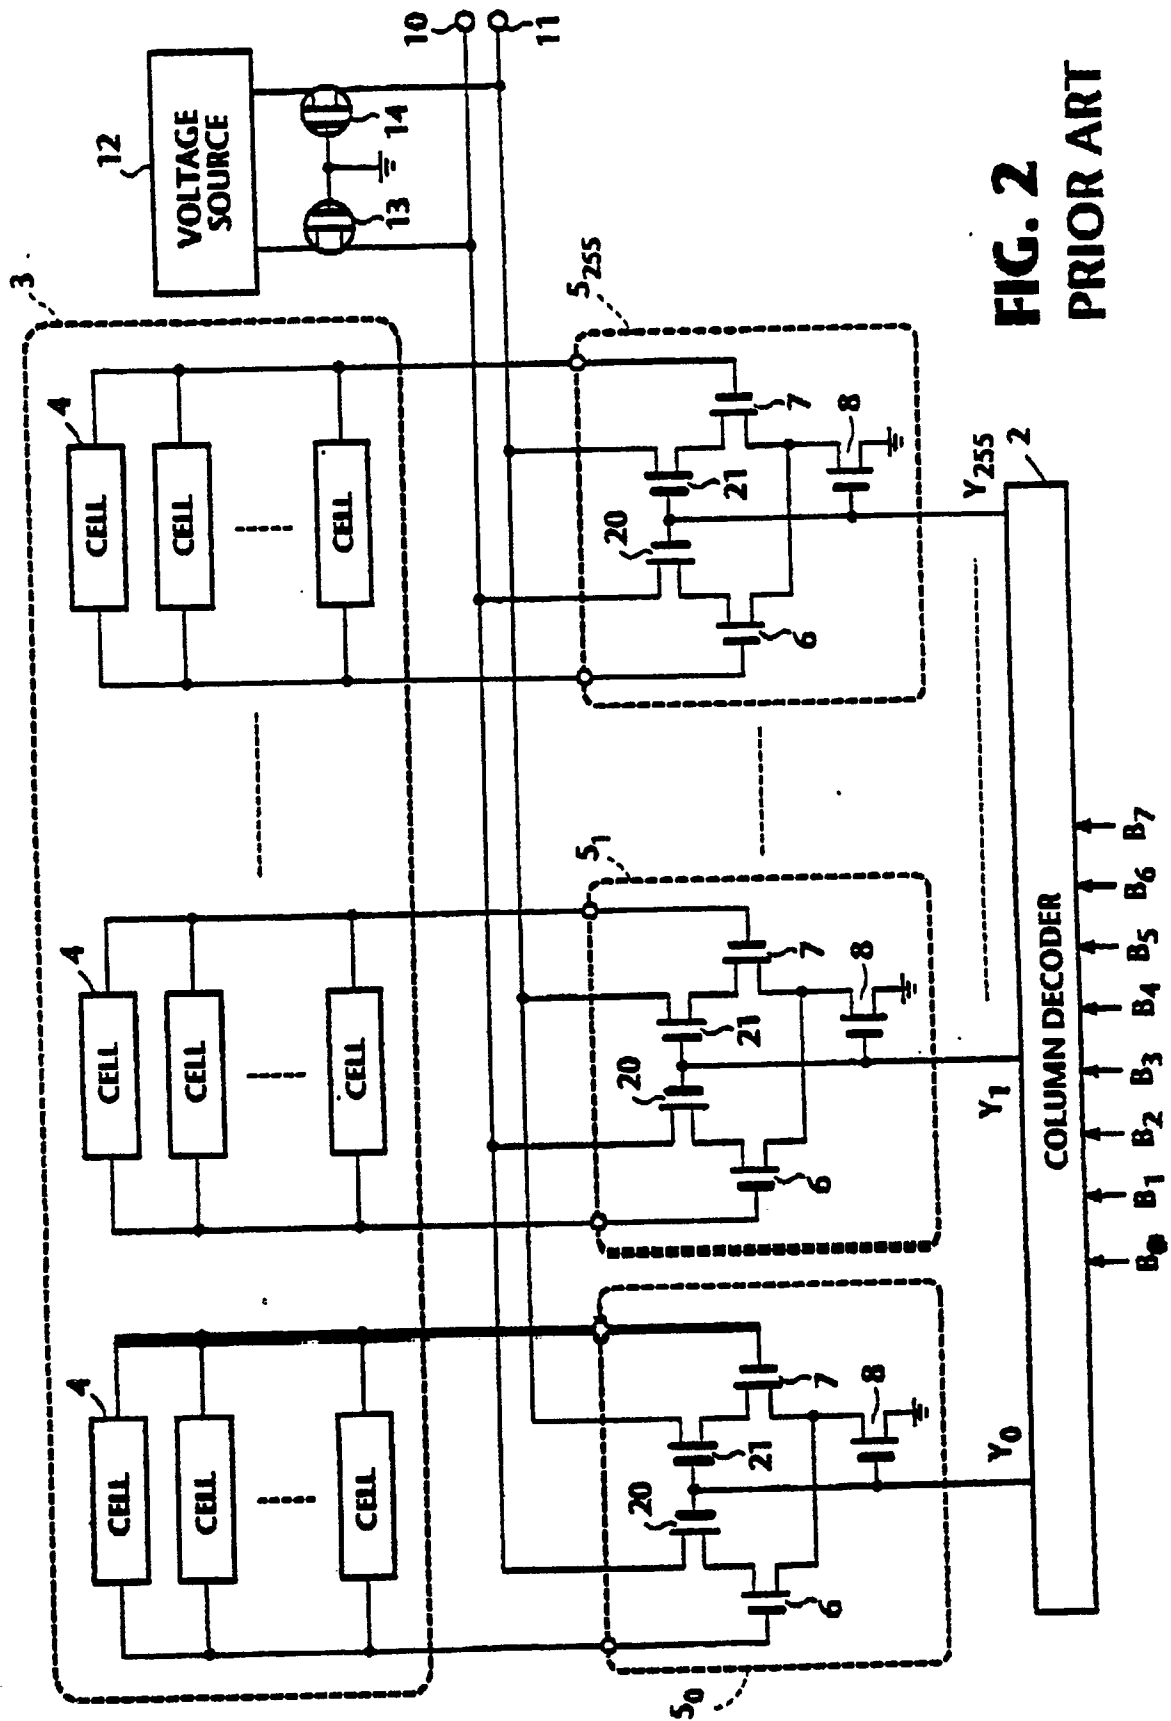 3
12
VOLTAGE
SOURCE
13
14
10
11
4
CELL
CELL
CELL
4
CELL
CELL
CELL
4
CELL
CELL
CELL
5₀
20
21
6
7
8
Y₀
5₁
20
21
6
7
8
Y₁
5₂₅₅
20
21
6
7
8
Y₂₅₅
2
COLUMN DECODER
B₀ B₁ B₂ B₃ B₄ B₅ B₆ B₇
FIG. 2
PRIOR ART